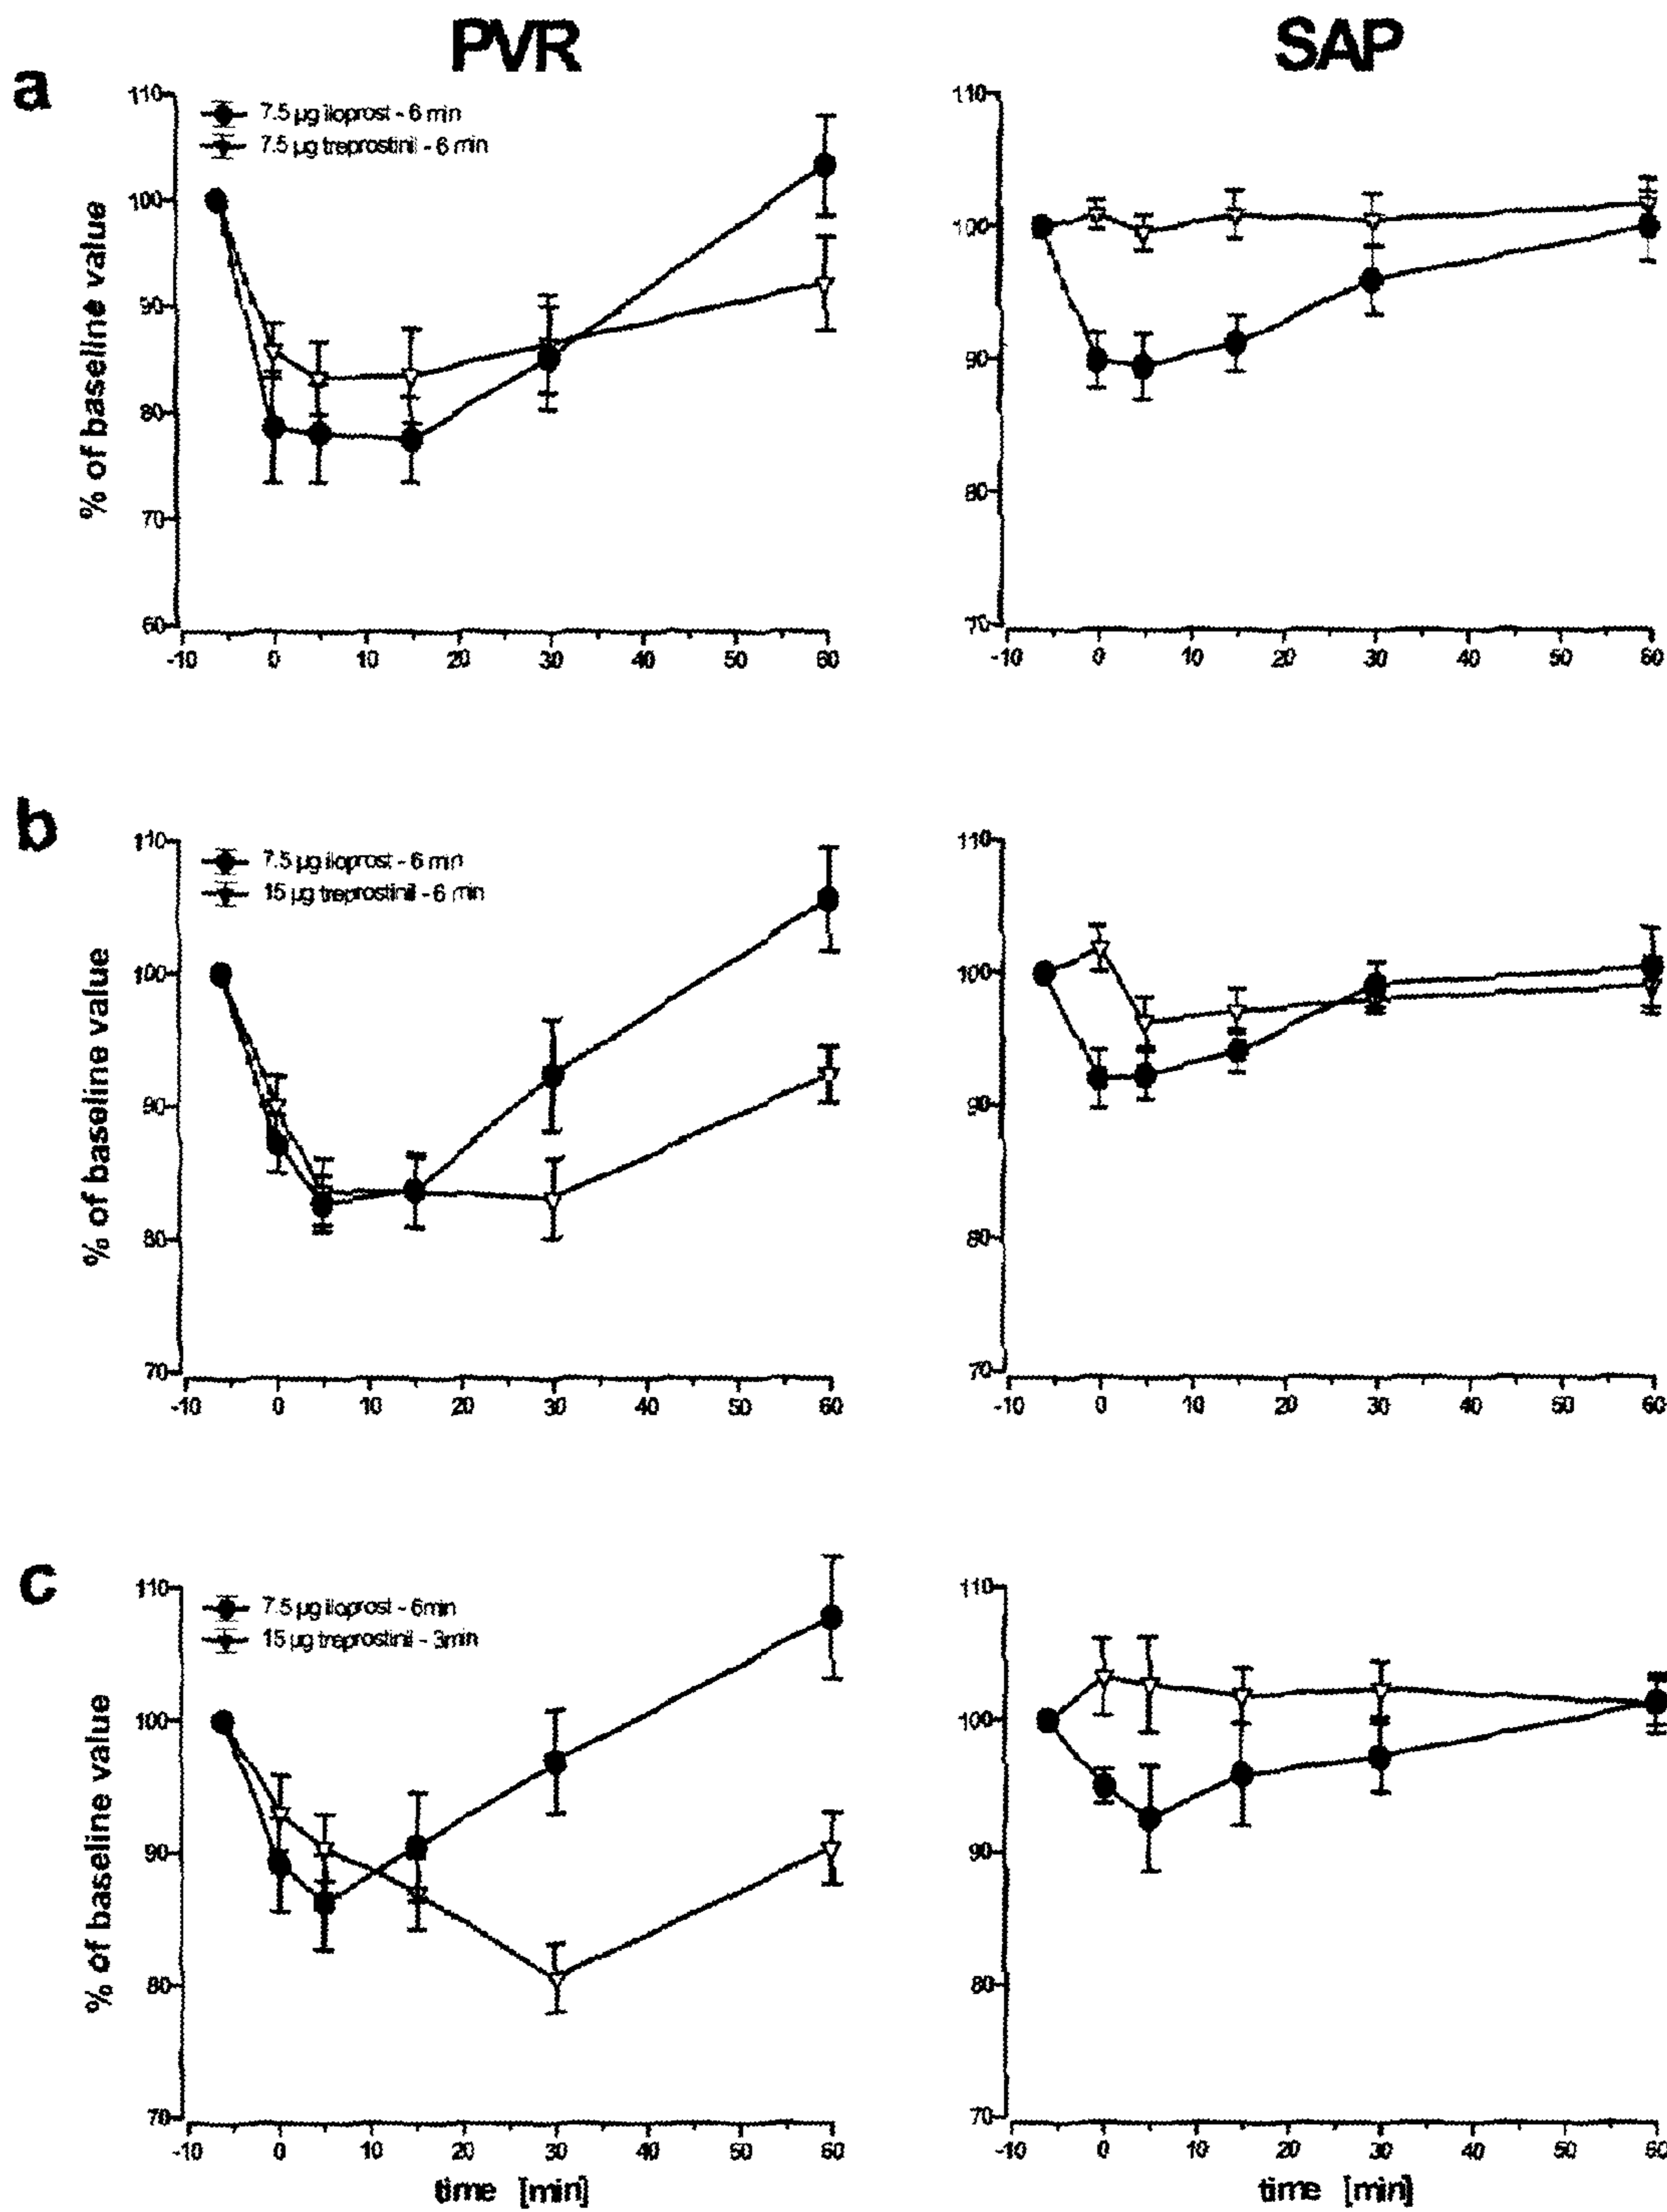 PVR
SAP
a
110
100
90
80
70
60
% of baseline value
7.5 µg iloprost - 6 min
7.5 µg treprostinil - 6 min
-10 0 10 20 30 40 50 60
110
100
90
80
70
-10 0 10 20 30 40 50 60
b
110
100
90
80
70
% of baseline value
7.5 µg iloprost - 6 min
15 µg treprostinil - 6 min
-10 0 10 20 30 40 50 60
110
100
90
80
70
-10 0 10 20 30 40 50 60
c
110
100
90
80
70
% of baseline value
7.5 µg iloprost - 6min
15 µg treprostinil - 3min
-10 0 10 20 30 40 50 60
time [min]
110
100
90
80
70
-10 0 10 20 30 40 50 60
time [min]